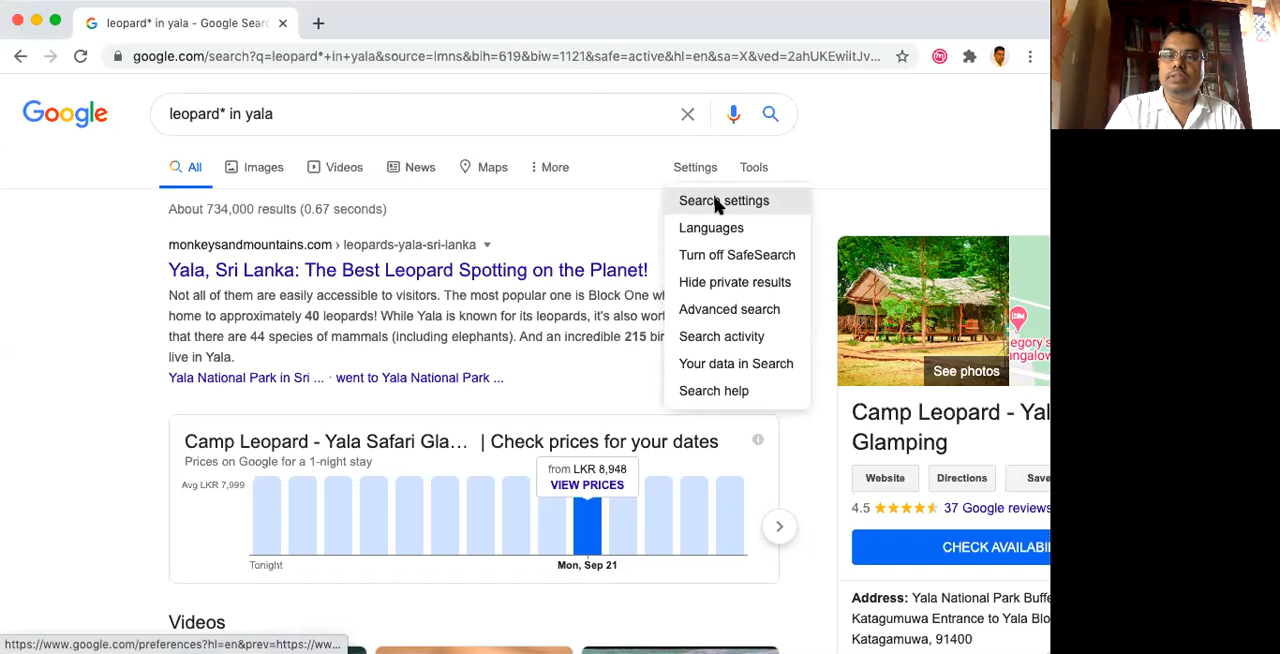 leopard* in yala - Google Sear
google.com/search?q=leopard*+in+yala&source=lmns&bih=619&biw=1121&safe=active&hl=en&sa=X&ved=2ahUKEwiitJv...
Google
leopard* in yala
All Images Videos News Maps More Settings Tools
About 734,000 results (0.67 seconds)
Search settings
Languages
Turn off SafeSearch
Hide private results
Advanced search
Search activity
Your data in Search
Search help
monkeysandmountains.com › leopards-yala-sri-lanka
Yala, Sri Lanka: The Best Leopard Spotting on the Planet!
Not all of them are easily accessible to visitors. The most popular one is Block One
home to approximately 40 leopards! While Yala is known for its leopards, it's also
that there are 44 species of mammals (including elephants). And an incredible 215
live in Yala.
Yala National Park in Sri ... · went to Yala National Park ...
Camp Leopard - Yala Safari Gla... | Check prices for your dates
Prices on Google for a 1-night stay
from LKR 8,948
VIEW PRICES
Avg LKR 7,999
Tonight Mon, Sep 21
Videos
See photos
Camp Leopard - Yal
Glamping
Website Directions Save
4.5 37 Google reviews
CHECK AVAILABI
Address: Yala National Park Buffe
Katagumuwa Entrance to Yala Blo
Katagamuwa, 91400
https://www.google.com/preferences?hl=en&prev=https://ww...